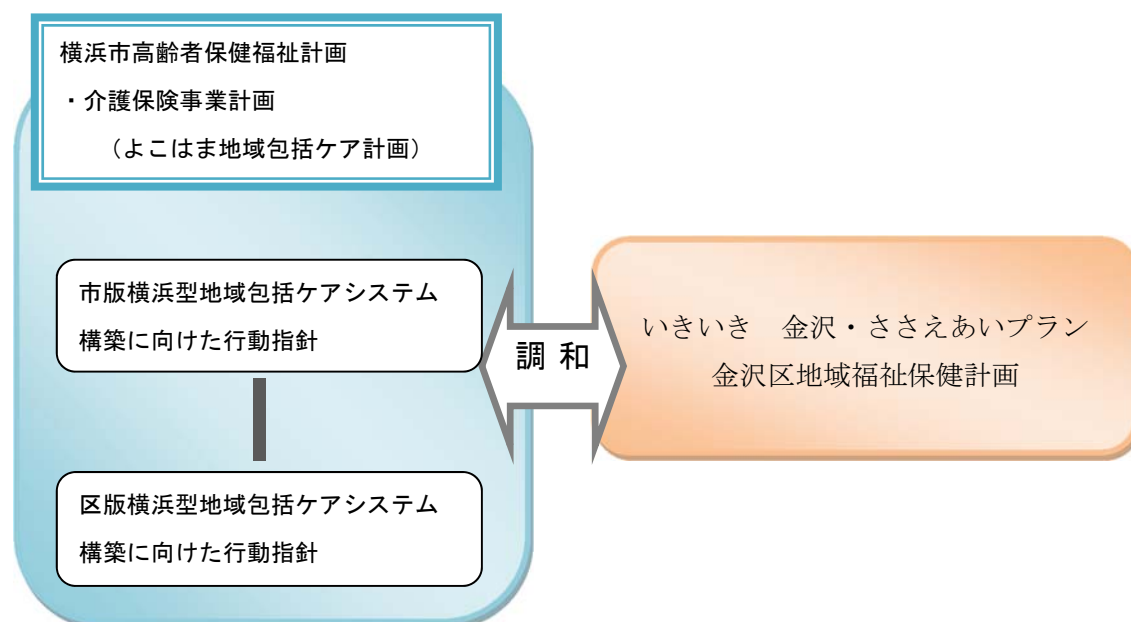 横浜市高齢者保健福祉計画
・介護保険事業計画
（よこはま地域包括ケア計画）
市版横浜型地域包括ケアシステム
構築に向けた行動指針
調 和
いきいき　金沢・ささえあいプラン
金沢区地域福祉保健計画
区版横浜型地域包括ケアシステム
構築に向けた行動指針